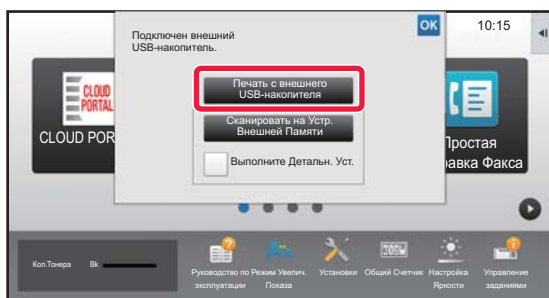 Подключен внешний
USB-накопитель.
OK
10:15
Печать с внешнего
USB-накопителя
Сканировать на Устр.
Внешней Памяти
Выполните Детальн. Уст.
CLOUD
PORTAL
CLOUD POR
Простая
равка Факса
Кол.Тонера Bk
Руководство по
эксплуатации
Режим Увелич.
Показа
Установки
Общий Счетчик
Настройка
Яркости
Управление
заданиями